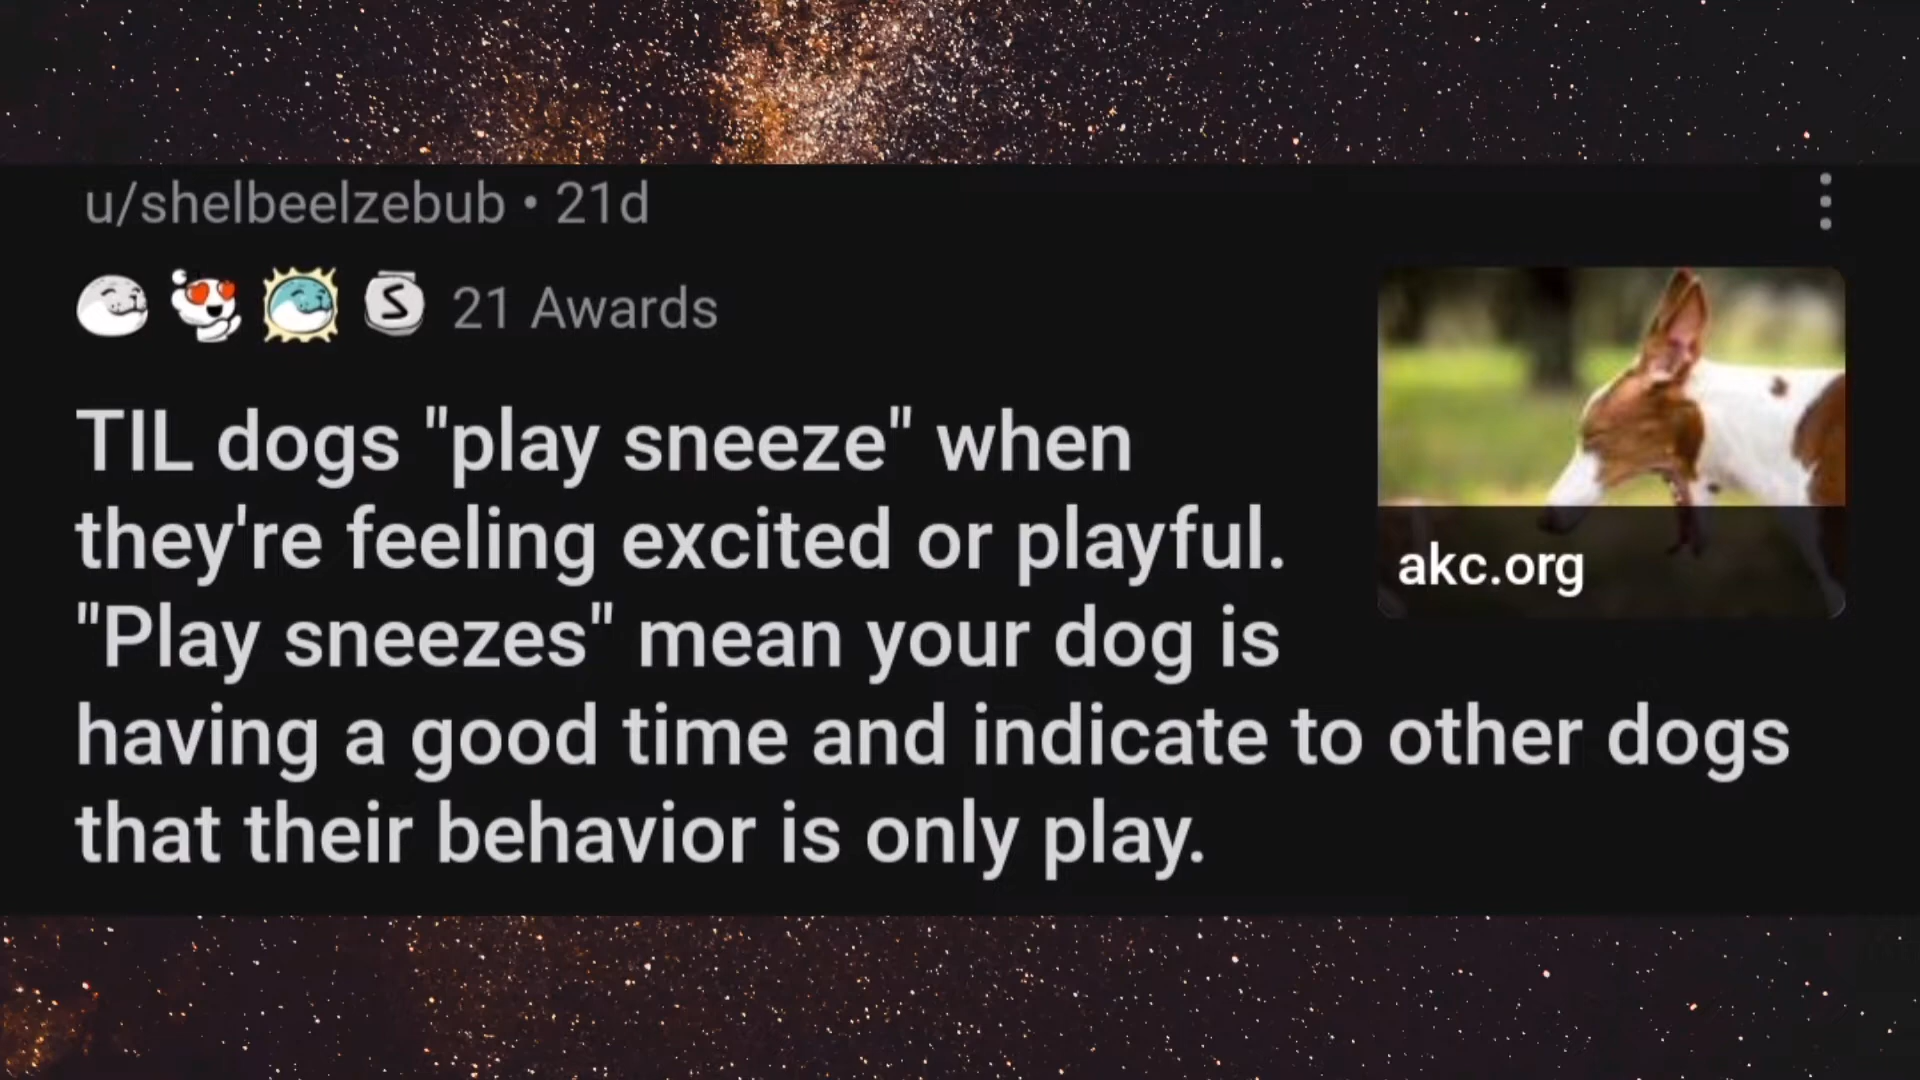 u/shelbeelzebub • 21d
S 21 Awards
TIL dogs "play sneeze" when
they're feeling excited or playful.
"Play sneezes" mean your dog is
having a good time and indicate to other dogs
that their behavior is only play.
akc.org